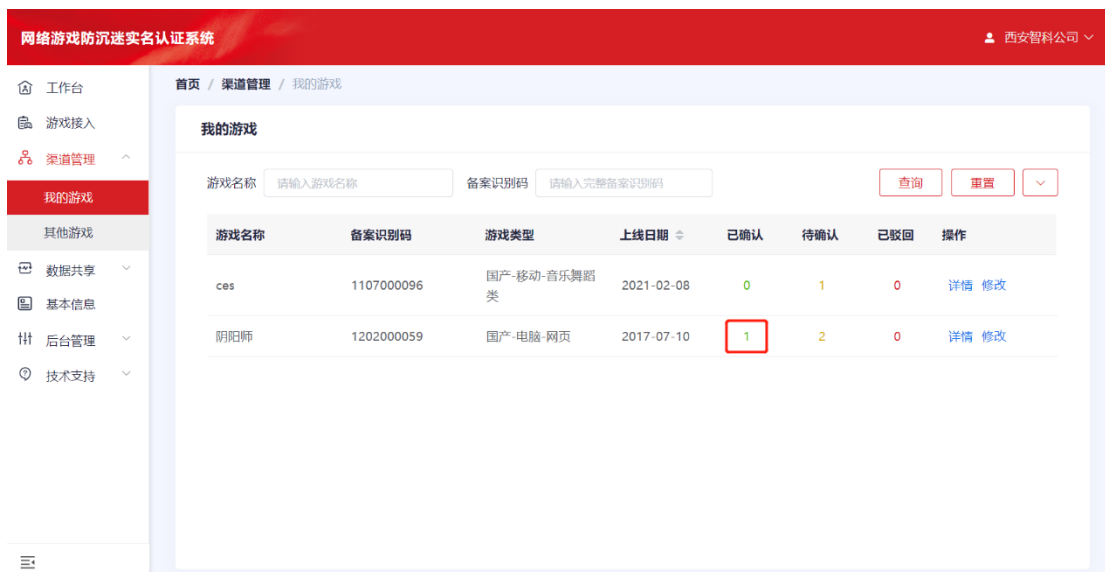 网络游戏防沉迷实名认证系统
西安智科公司
工作台
游戏接入
渠道管理
我的游戏
其他游戏
数据共享
基本信息
后台管理
技术支持
首页 / 渠道管理 / 我的游戏
我的游戏
游戏名称 请输入游戏名称 备案识别码 请输入完整备案识别码 查询 重置
游戏名称 备案识别码 游戏类型 上线日期 已确认 待确认 已驳回 操作
ces 1107000096 国产-移动-音乐舞蹈 2021-02-08 0 1 0 详情 修改
类
阴阳师 1202000059 国产-电脑-网页 2017-07-10 1 2 0 详情 修改